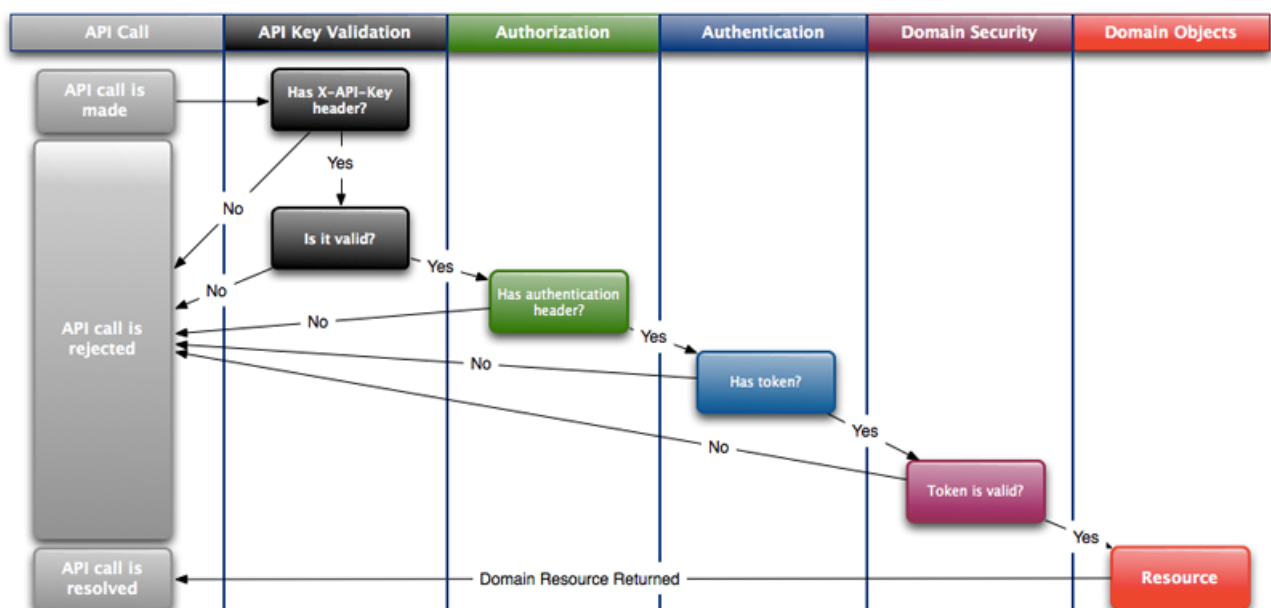 API Call
API Key Validation
Authorization
Authentication
Domain Security
Domain Objects
API call is
made
Has X-API-Key
header?
Yes
No
Is it valid?
Yes
No
Has authentication
header?
No
Yes
API call is
rejected
No
Has token?
Yes
No
Token is valid?
Yes
API call is
resolved
Domain Resource Returned
Resource